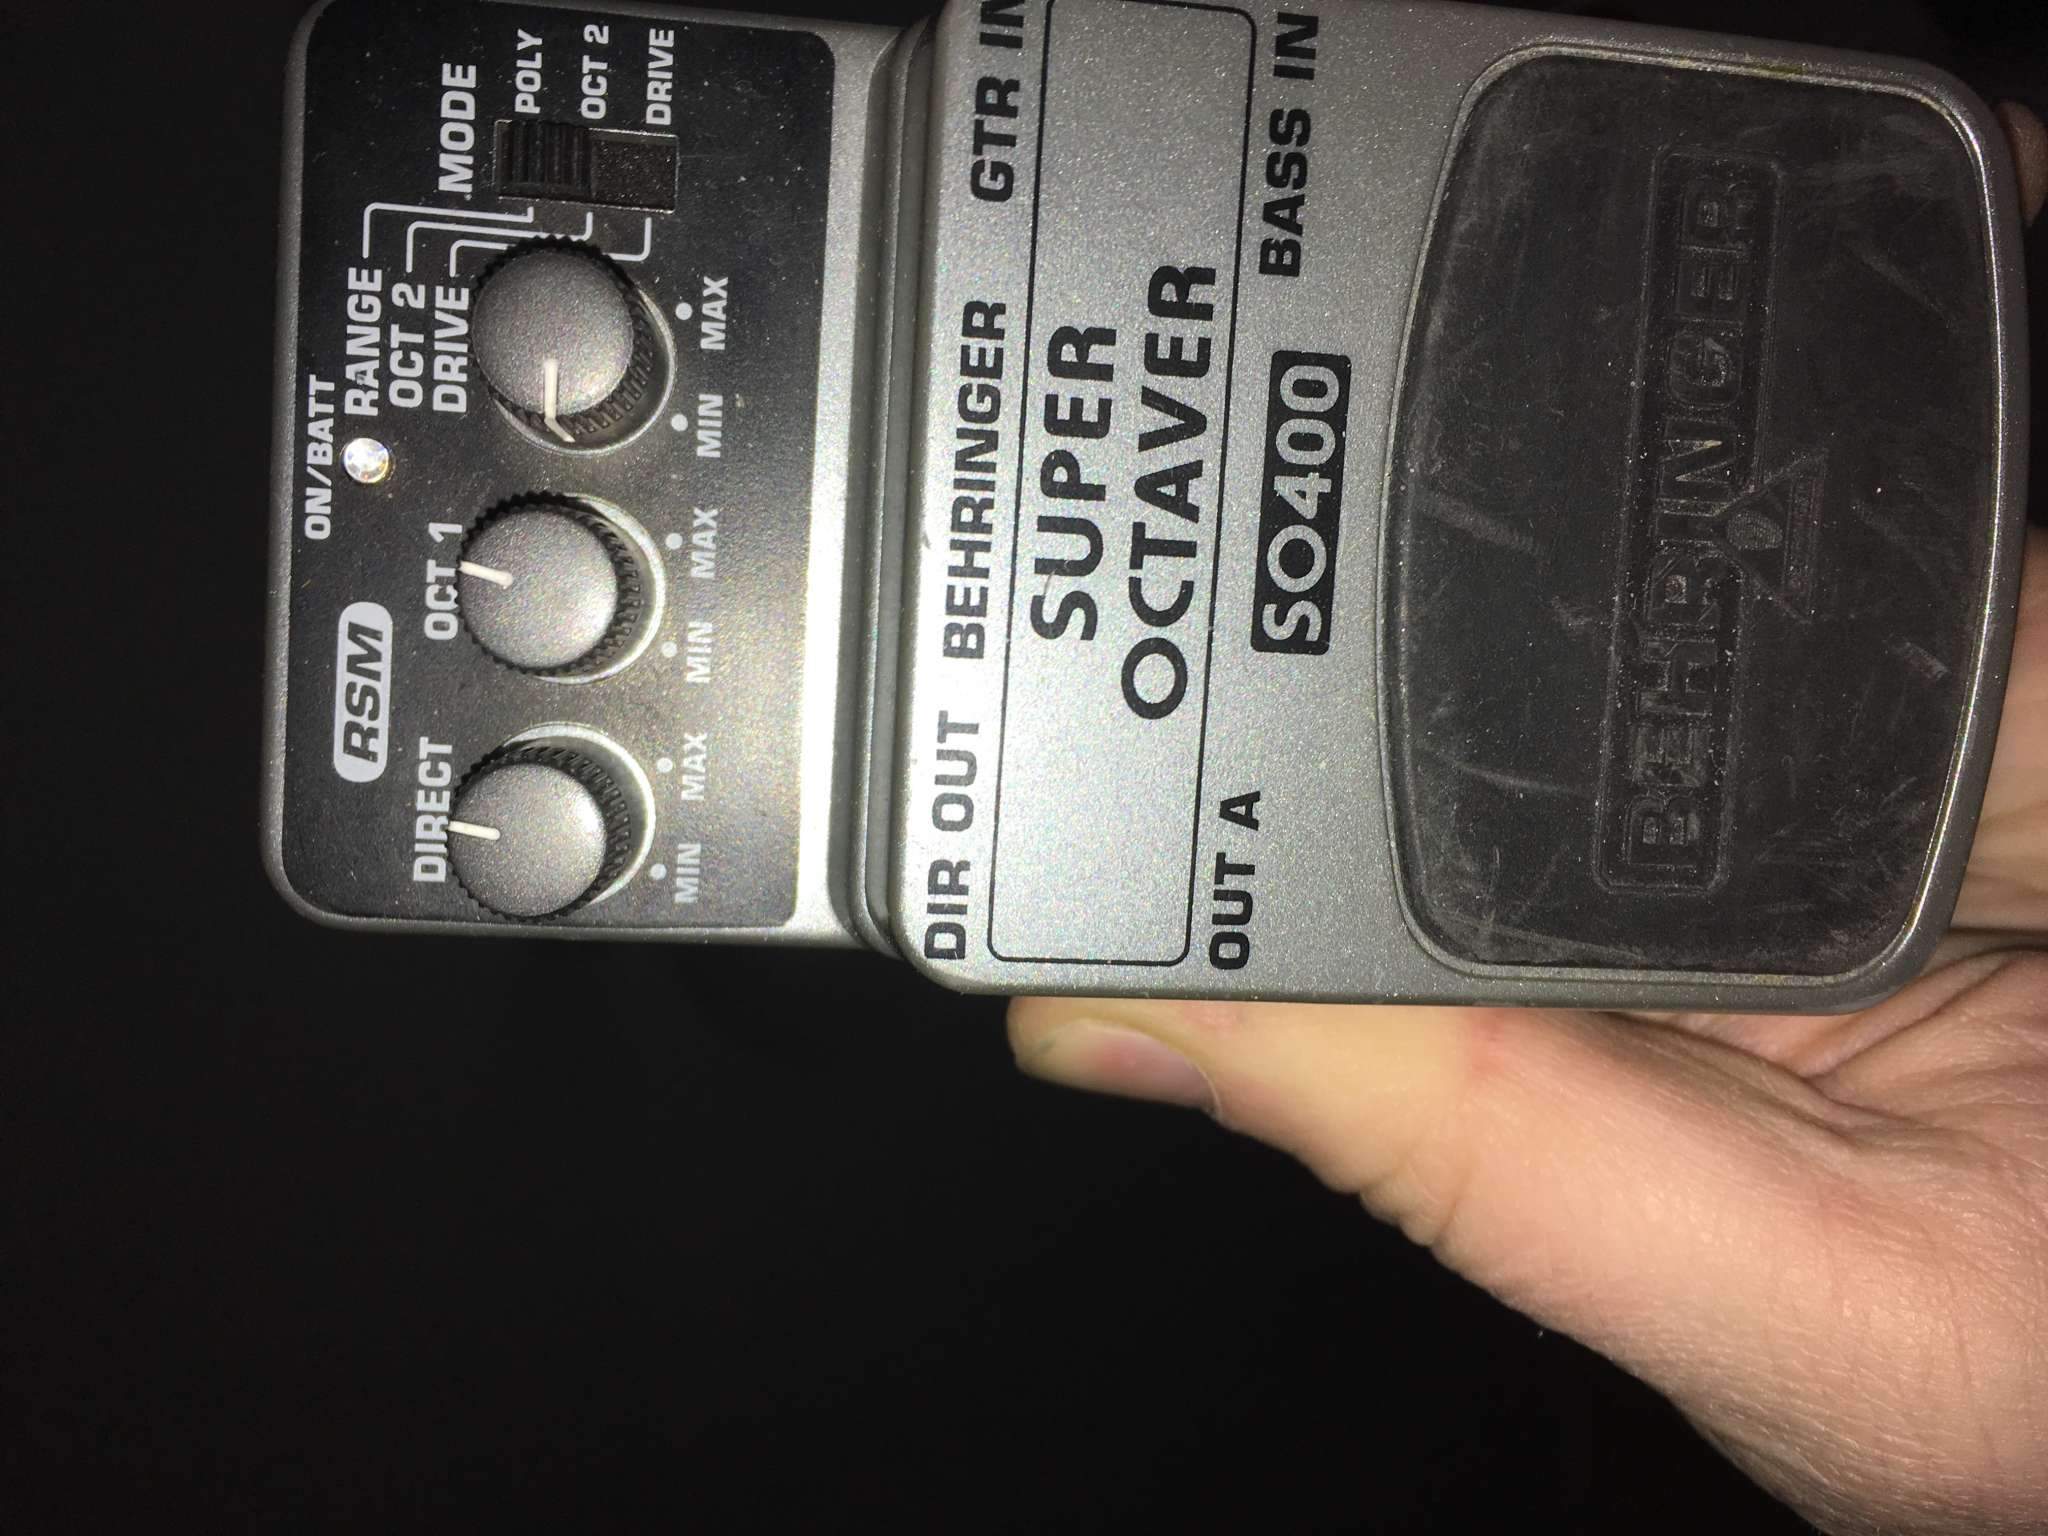 ON/BATT
RSM
RANGE
OCT 2
DRIVE
MODE
DIRECT
OCT 1
POLY
OCT 2
DRIVE
MIN MAX
MIN MAX
MIN MAX
DIR OUT BEHRINGER GTR IN
SUPER
OCTAVER
OUT A SO400 BASS IN
BEHRINGER